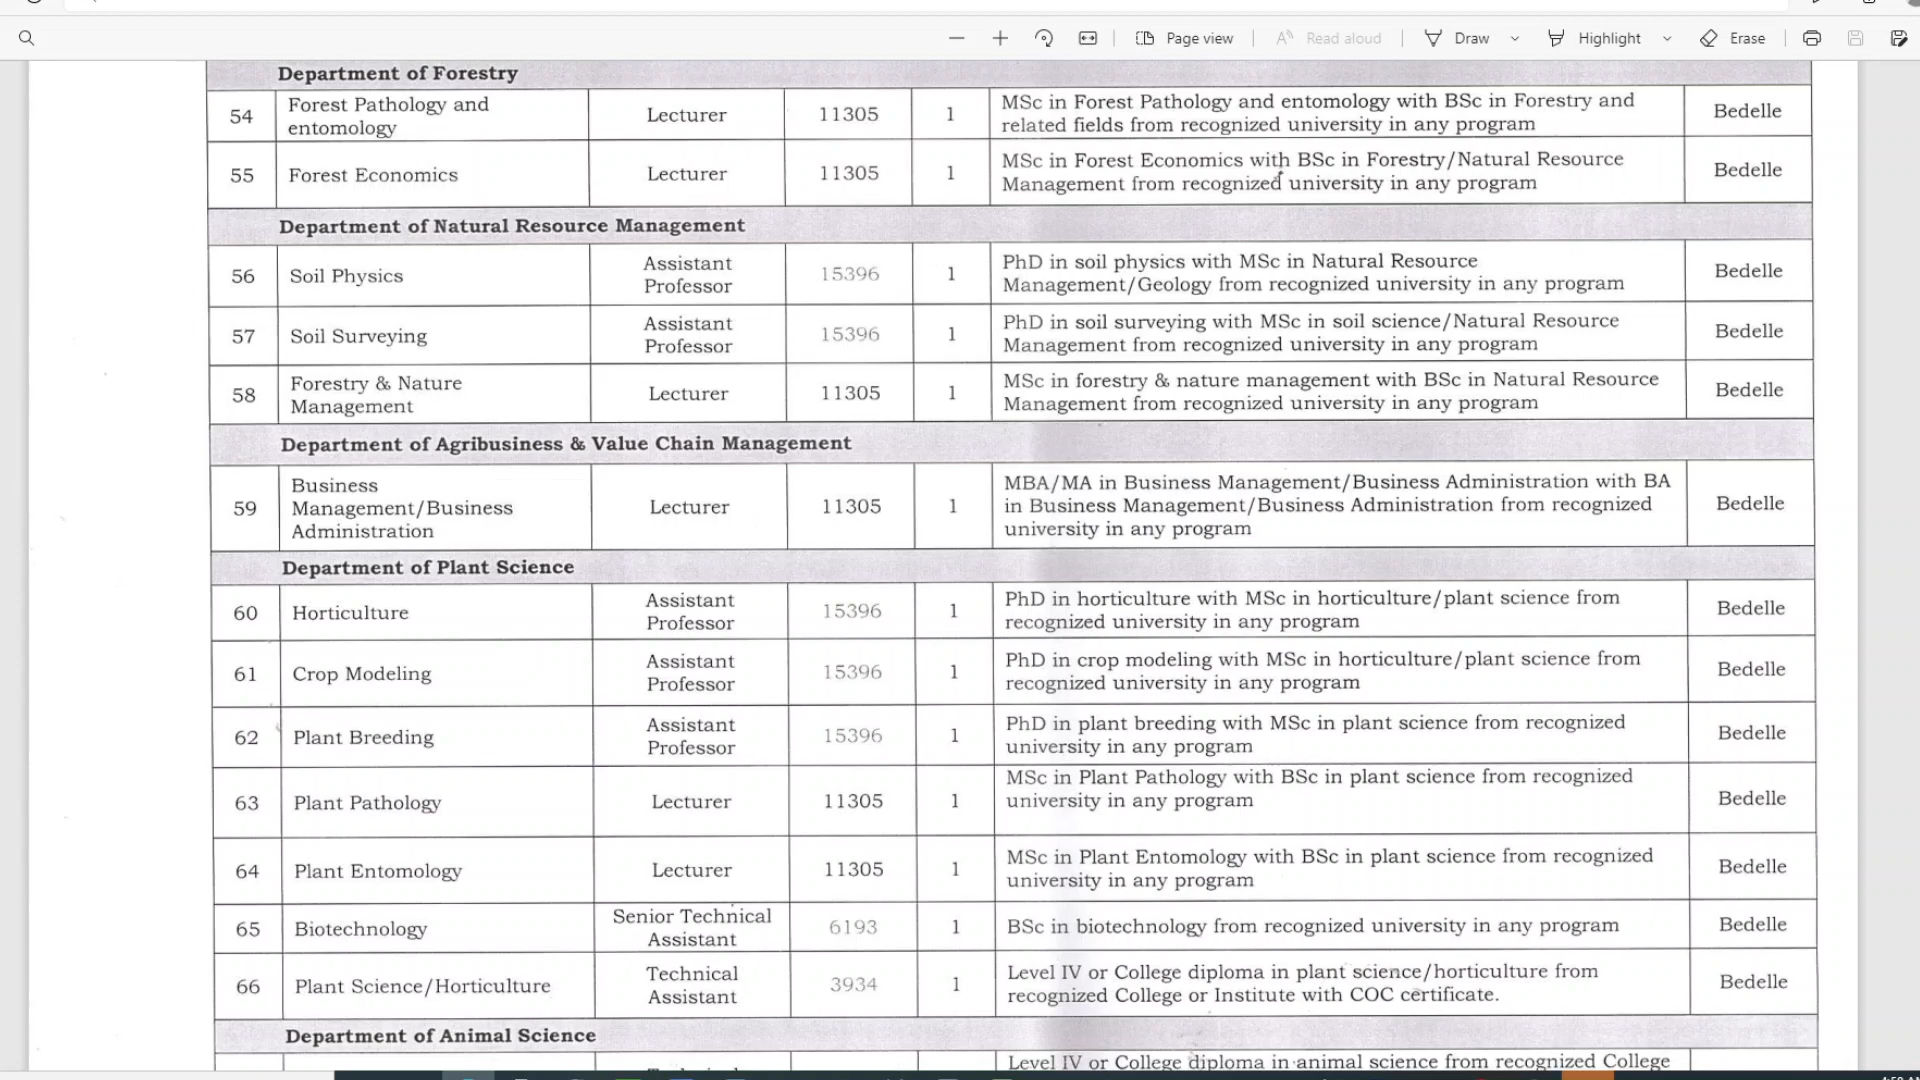 Page view
Read aloud
Draw
Highlight
Erase
Department of Forestry
54 Forest Pathology and entomology Lecturer 11305 1 MSc in Forest Pathology and entomology with BSc in Forestry and related fields from recognized university in any program Bedelle
55 Forest Economics Lecturer 11305 1 MSc in Forest Economics with BSc in Forestry/Natural Resource Management from recognized university in any program Bedelle
Department of Natural Resource Management
56 Soil Physics Assistant Professor 15396 1 PhD in soil physics with MSc in Natural Resource Management/Geology from recognized university in any program Bedelle
57 Soil Surveying Assistant Professor 15396 1 PhD in soil surveying with MSc in soil science/Natural Resource Management from recognized university in any program Bedelle
58 Forestry & Nature Management Lecturer 11305 1 MSc in forestry & nature management with BSc in Natural Resource Management from recognized university in any program Bedelle
Department of Agribusiness & Value Chain Management
59 Business Management/Business Administration Lecturer 11305 1 MBA/MA in Business Management/Business Administration with BA in Business Management/Business Administration from recognized university in any program Bedelle
Department of Plant Science
60 Horticulture Assistant Professor 15396 1 PhD in horticulture with MSc in horticulture/plant science from recognized university in any program Bedelle
61 Crop Modeling Assistant Professor 15396 1 PhD in crop modeling with MSc in horticulture/plant science from recognized university in any program Bedelle
62 Plant Breeding Assistant Professor 15396 1 PhD in plant breeding with MSc in plant science from recognized university in any program Bedelle
63 Plant Pathology Lecturer 11305 1 MSc in Plant Pathology with BSc in plant science from recognized university in any program Bedelle
64 Plant Entomology Lecturer 11305 1 MSc in Plant Entomology with BSc in plant science from recognized university in any program Bedelle
65 Biotechnology Senior Technical Assistant 6193 1 BSc in biotechnology from recognized university in any program Bedelle
66 Plant Science/Horticulture Technical Assistant 3934 1 Level IV or College diploma in plant science/horticulture from recognized College or Institute with COC certificate. Bedelle
Department of Animal Science
Level IV or College diploma in animal science from recognized College